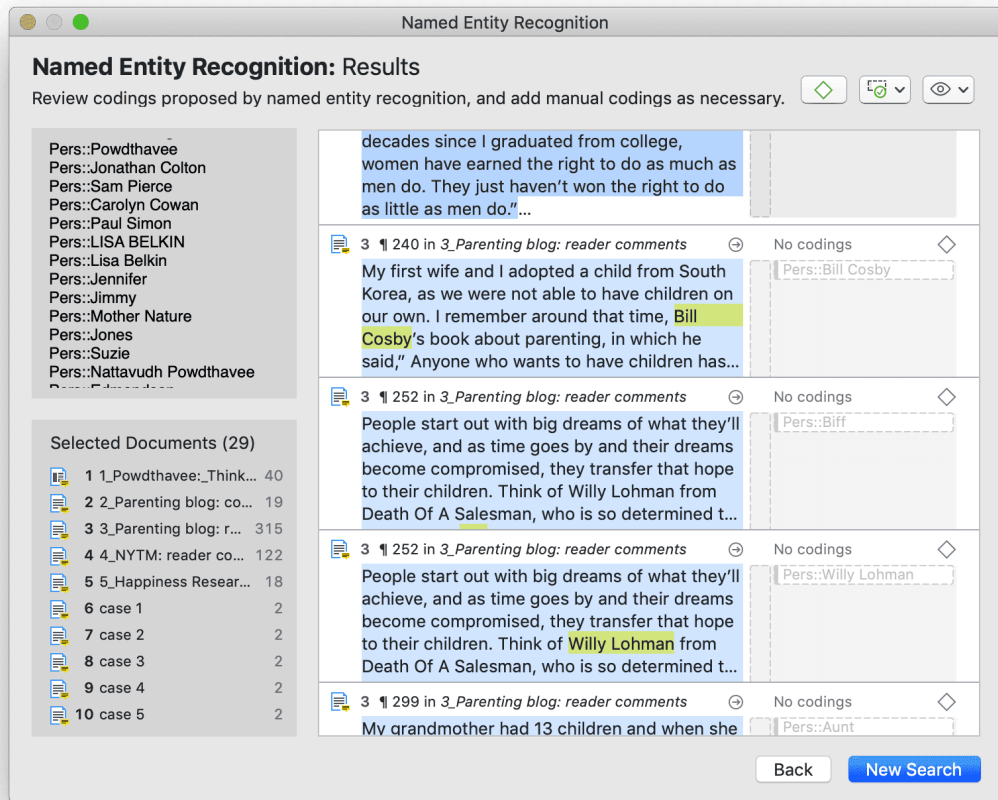 Named Entity Recognition
Named Entity Recognition: Results
Review codings proposed by named entity recognition, and add manual codings as necessary.
Pers::Powdthavee
Pers::Jonathan Colton
Pers::Sam Pierce
Pers::Carolyn Cowan
Pers::Paul Simon
Pers::LISA BELKIN
Pers::Lisa Belkin
Pers::Jennifer
Pers::Jimmy
Pers::Mother Nature
Pers::Jones
Pers::Suzie
Pers::Nattavudh Powdthavee
Selected Documents (29)
1 1_Powdthavee:_Think... 40
2 2_Parenting blog: co... 19
3 3_Parenting blog: r... 315
4 4_NYTM: reader co... 122
5 5_Happiness Resear... 18
6 case 1 2
7 case 2 2
8 case 3 2
9 case 4 2
10 case 5 2
decades since I graduated from college,
women have earned the right to do as much as
men do. They just haven’t won the right to do
as little as men do.”...
3 ¶ 240 in 3_Parenting blog: reader comments
No codings
My first wife and I adopted a child from South
Korea, as we were not able to have children on
our own. I remember around that time, Bill
Cosby’s book about parenting, in which he
said,” Anyone who wants to have children has...
Pers::Bill Cosby
3 ¶ 252 in 3_Parenting blog: reader comments
No codings
People start out with big dreams of what they’ll
achieve, and as time goes by and their dreams
become compromised, they transfer that hope
to their children. Think of Willy Lohman from
Death Of A Salesman, who is so determined t...
Pers::Biff
3 ¶ 252 in 3_Parenting blog: reader comments
No codings
People start out with big dreams of what they’ll
achieve, and as time goes by and their dreams
become compromised, they transfer that hope
to their children. Think of Willy Lohman from
Death Of A Salesman, who is so determined t...
Pers::Willy Lohman
3 ¶ 299 in 3_Parenting blog: reader comments
No codings
My grandmother had 13 children and when she
Pers::Aunt
Back
New Search